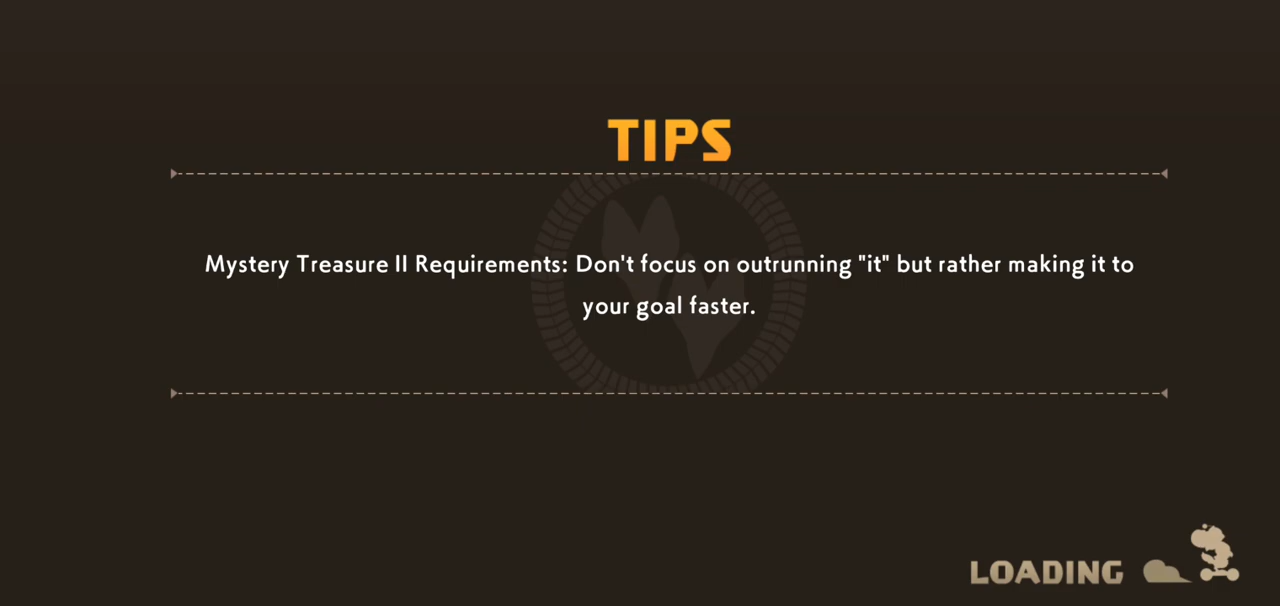 TIPS
Mystery Treasure II Requirements: Don't focus on outrunning "it" but rather making it to
your goal faster.
LOADING